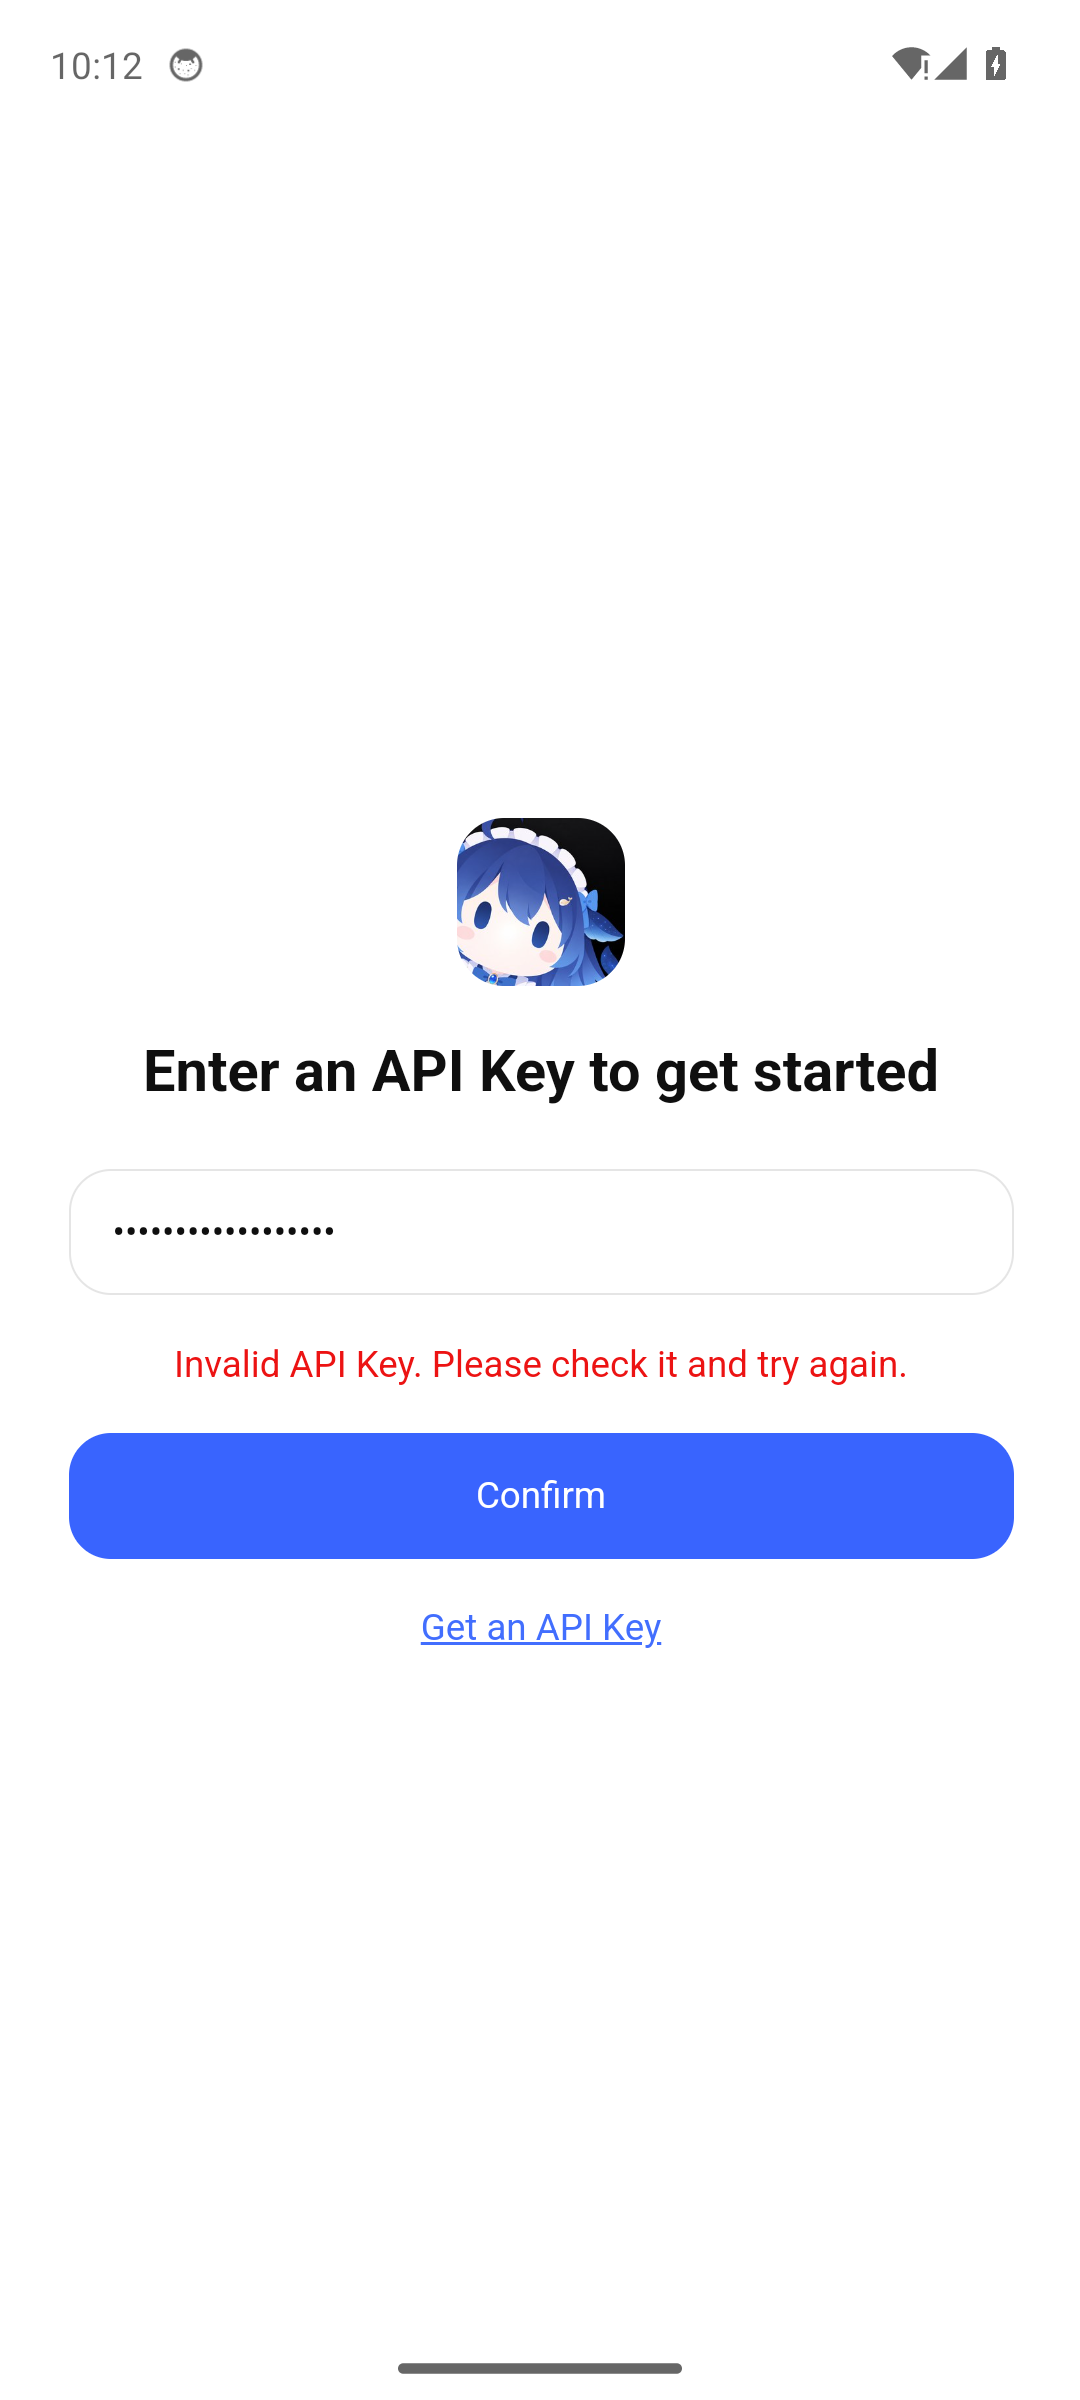 10:12
Enter an API Key to get started
••••••••••••••••••
Invalid API Key. Please check it and try again.
Confirm
Get an API Key